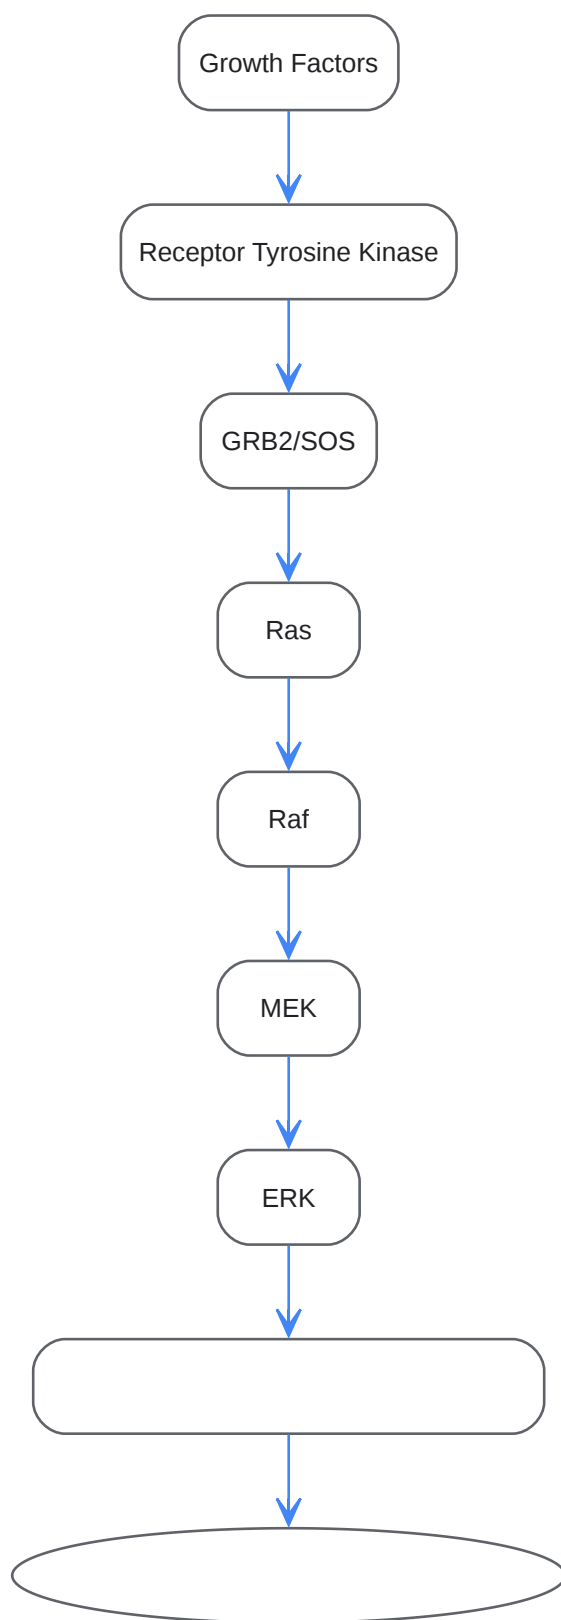 Growth Factors
Receptor Tyrosine Kinase
GRB2/SOS
Ras
Raf
MEK
ERK